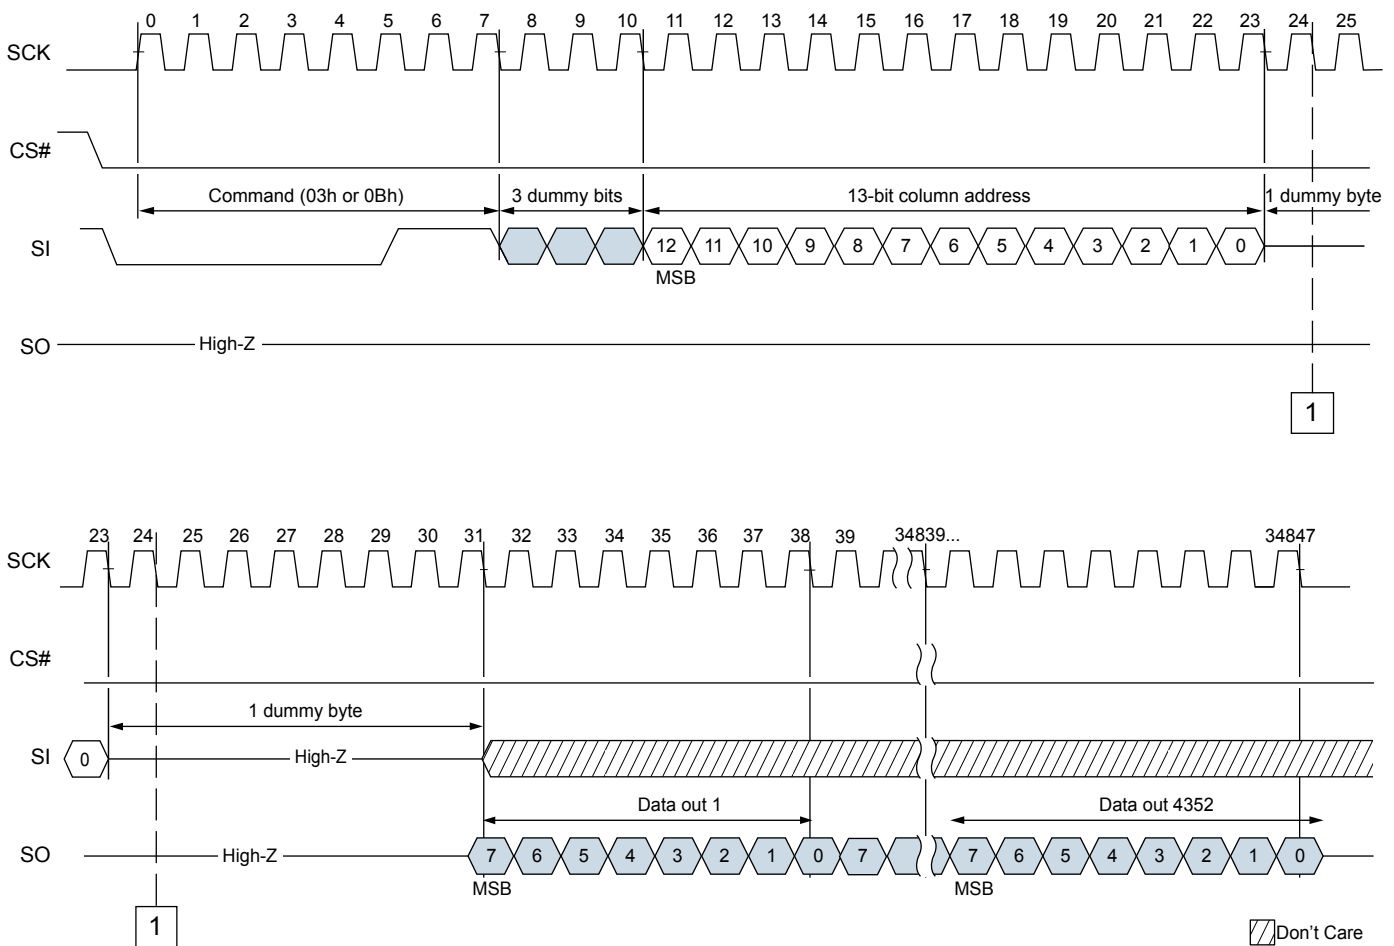 0 1 2 3 4 5 6 7 8 9 10 11 12 13 14 15 16 17 18 19 20 21 22 23 24 25
SCK
CS#
Command (03h or 0Bh) 3 dummy bits 13-bit column address 1 dummy byte
SI 12 11 10 9 8 7 6 5 4 3 2 1 0
MSB
SO High-Z
1
23 24 25 26 27 28 29 30 31 32 33 34 35 36 37 38 39 34839... 34847
SCK
CS#
1 dummy byte
SI 0 High-Z
Data out 1 Data out 4352
SO High-Z 7 6 5 4 3 2 1 0 7 7 6 5 4 3 2 1 0
MSB MSB
1
Don't Care